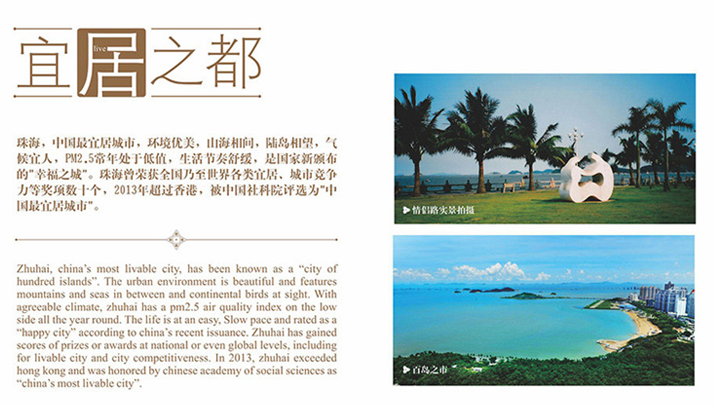 宜居之都
live
珠海，中国最宜居城市，环境优美，山海相间，陆岛相望，气
候宜人，PM2.5常年处于低值，生活节奏舒缓，是国家新颁布
的"幸福之城"。珠海曾荣获全国乃至世界各类宜居、城市竞争
力等奖项数十个，2013年超过香港，被中国社科院评选为"中
国最宜居城市"。
Zhuhai, china's most livable city, has been known as a “city of
hundred islands”. The urban environment is beautiful and features
mountains and seas in between and continental birds at sight. With
agreeable climate, zhuhai has a pm2.5 air quality index on the low
side all the year round. The life is at an easy, Slow pace and rated as a
“happy city” according to china's recent issuance. Zhuhai has gained
scores of prizes or awards at national or even global levels, including
for livable city and city competitiveness. In 2013, zhuhai exceeded
hong kong and was honored by chinese academy of social sciences as
“china's most livable city”.
情侣路实景拍摄
百岛之市